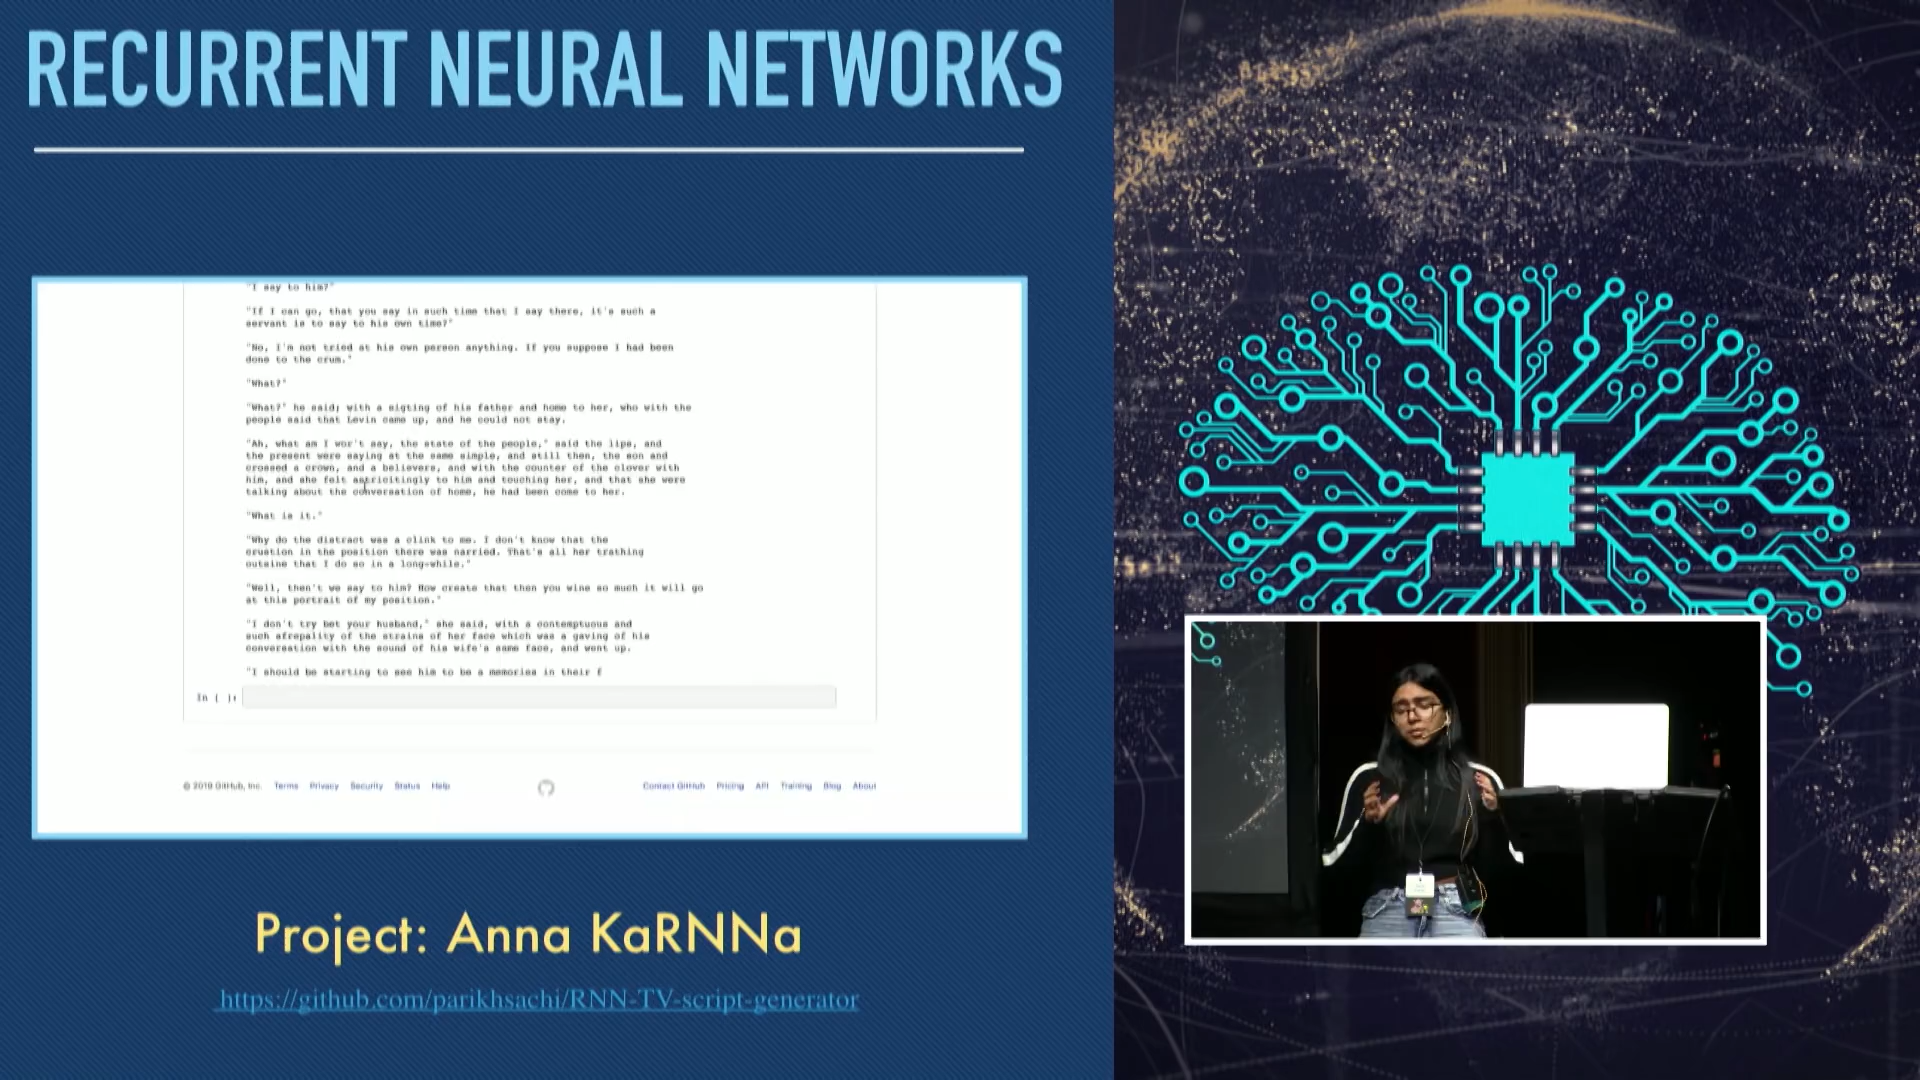 RECURRENT NEURAL NETWORKS
"I say to him?"
"If I can go, that you say in such time that I say there, it's such a
servant is to say to his own time?"
"No, I'm not tried at his own person anything. If you suppose I had been
done to the crum."
"What?"
"What?" he said; with a sigting of his father and home to her, who with the
people said that Levin came up, and he could not stay.
"Ah, what am I wor't say, the state of the people," said the lips, and
the present were saying at the same simple, and still then, the son and
crossed a crown, and a believers, and with the counter of the clover with
him, and she felt astricitingly to him and touching her, and that she were
talking about the conversation of home, he had been come to her.
"What is it."
"Why do the distract was a clink to me. I don't know that the
cruation in the position there was narried. That's all her trathing
outsine that I do so in a long-while."
"Well, then't we say to him? How create that then you wine so much it will go
at this portrait of my position."
"I don't try bet your husband," she said, with a contemptuous and
such afrepality of the strains of her face which was a gaving of his
conversation with the sound of his wife's same face, and went up.
"I should be starting to see him to be a memories in their f
In [ ]:
© 2019 GitHub, Inc. Terms Privacy Security Status Help Contact GitHub Pricing API Training Blog About
Project: Anna KaRNNa
https://github.com/parikhsachi/RNN-TV-script-generator